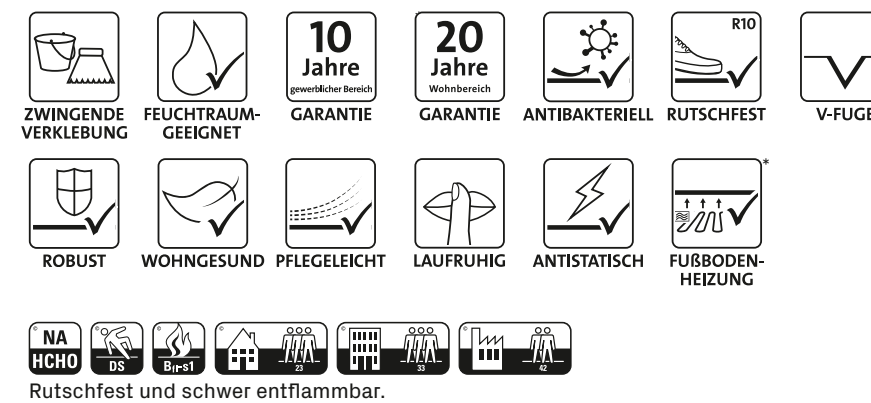 10
Jahre
gewerblicher Bereich
20
Jahre
Wohnbereich
R10
ZWINGENDE
VERKLEBUNG
FEUCHTRAUM-
GEEIGNET
GARANTIE
GARANTIE
ANTIBAKTERIELL
RUTSCHFEST
V-FUGE
*
ROBUST
WOHNGESUND
PFLEGELEICHT
LAUFRUHIG
ANTISTATISCH
FUßBODEN-
HEIZUNG
© NA
HCHO
© DS
© Bfl-s1
© 23
© 33
© 42
Rutschfest und schwer entflammbar.